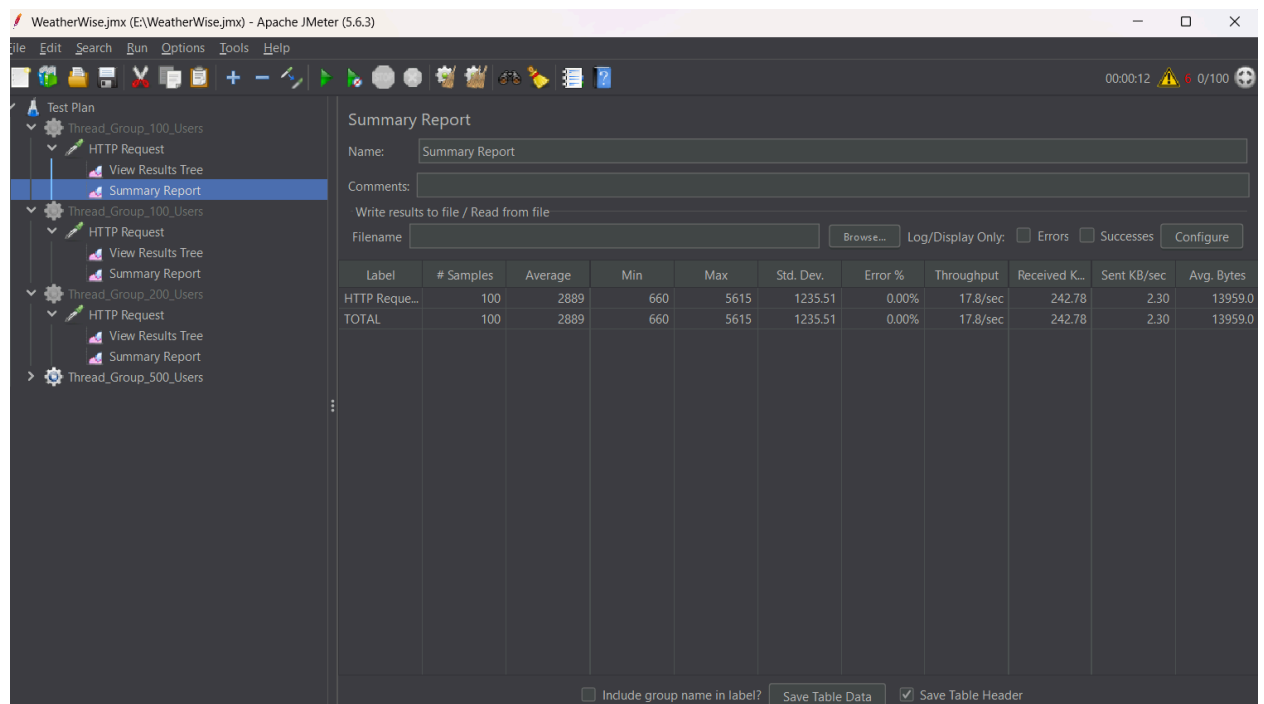 WeatherWise.jmx (E:\WeatherWise.jmx) - Apache JMeter (5.6.3)
File Edit Search Run Options Tools Help
00:00:12 6 0/100
Test Plan
Thread_Group_100_Users
HTTP Request
View Results Tree
Summary Report
Thread_Group_100_Users
HTTP Request
View Results Tree
Summary Report
Thread_Group_200_Users
HTTP Request
View Results Tree
Summary Report
Thread_Group_500_Users
Summary Report
Name: Summary Report
Comments:
Write results to file / Read from file
Filename Browse... Log/Display Only: Errors Successes Configure
Label # Samples Average Min Max Std. Dev. Error % Throughput Received K... Sent KB/sec Avg. Bytes
HTTP Reque... 100 2889 660 5615 1235.51 0.00% 17.8/sec 242.78 2.30 13959.0
TOTAL 100 2889 660 5615 1235.51 0.00% 17.8/sec 242.78 2.30 13959.0
Include group name in label? Save Table Data Save Table Header